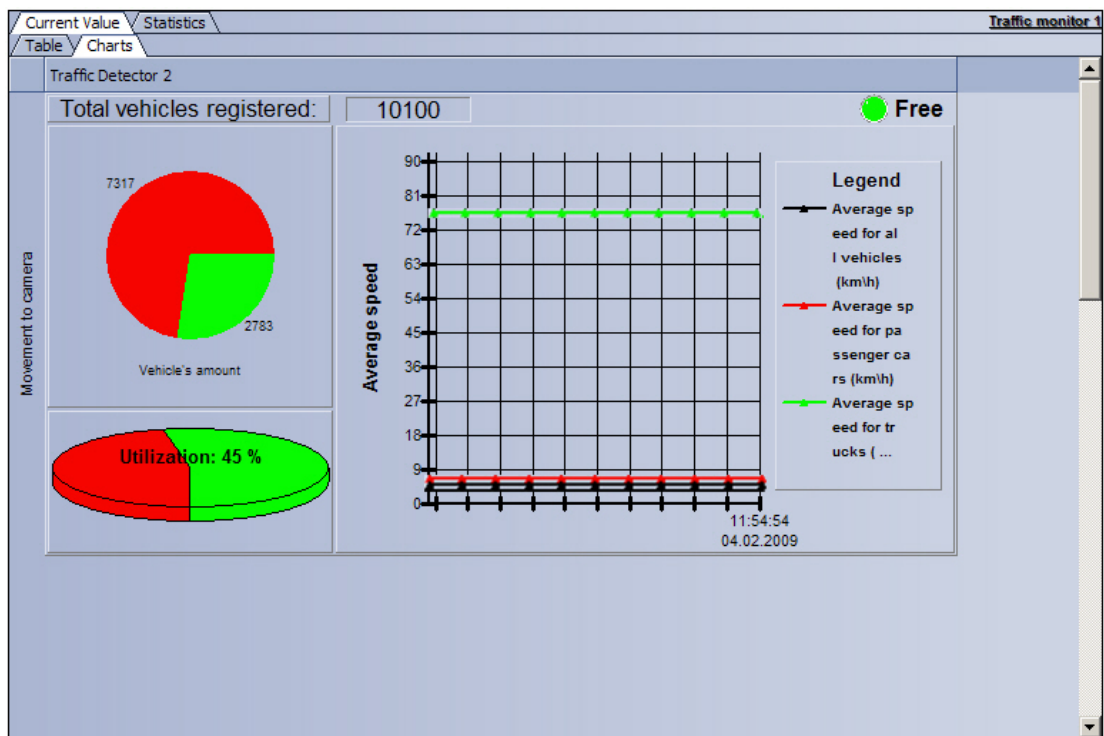 Current Value Statistics Traffic monitor 1
Table Charts
Traffic Detector 2
Total vehicles registered: 10100 Free
Movement to camera
7317
2783
Vehicle's amount
Utilization: 45 %
Average speed
90
81
72
63
54
45
36
27
18
9
0
11:54:54
04.02.2009
Legend
Average sp
eed for al
l vehicles
(km\h)
Average sp
eed for pa
ssenger ca
rs (km\h)
Average sp
eed for tr
ucks ( ...